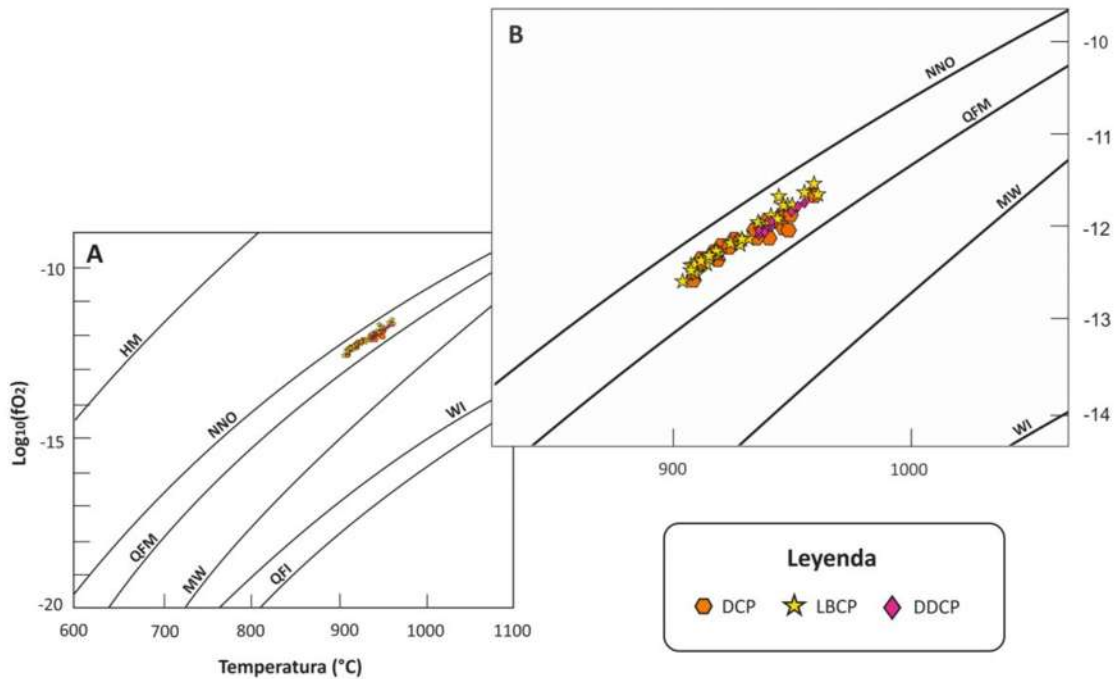 A
Log10(fO2)
-10
-15
-20
600
700
800
900
1000
1100
Temperatura (°C)
HM
NNO
QFM
MW
WI
QFI
B
NNO
QFM
MW
WI
-10
-11
-12
-13
-14
900
1000
Leyenda
DCP LBCP DDCP